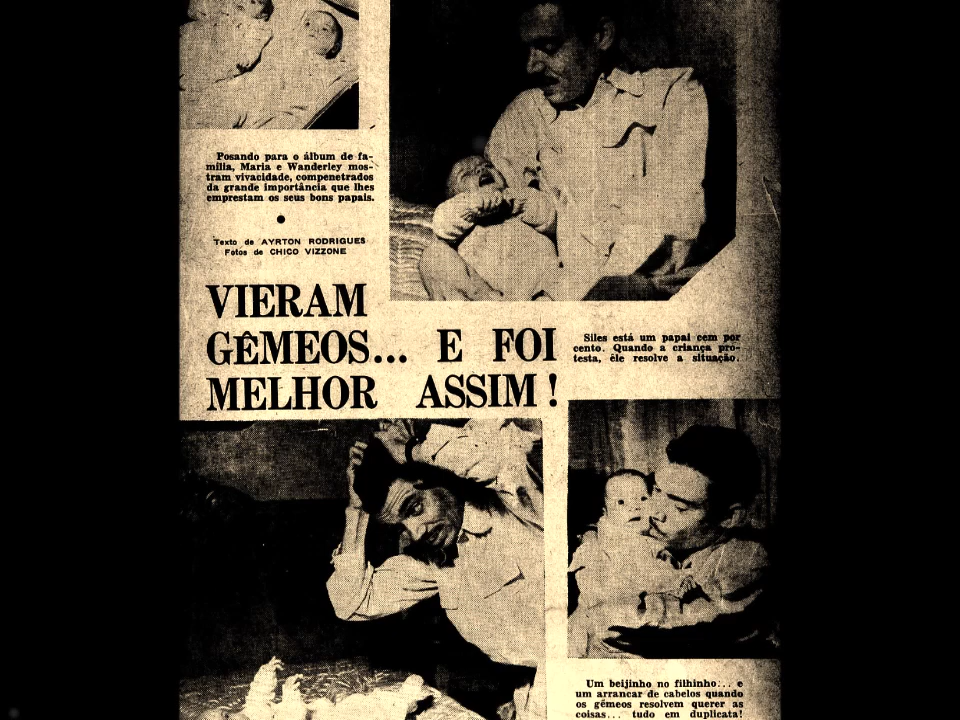 Posando para o álbum de fa-
mília, Maria e Wanderley mos-
tram vivacidade, compenetrados
da grande importância que lhes
emprestam os seus bons papais.
Texto de AYRTON RODRIGUES
Fotos de CHICO VIZZONE
VIERAM
GÊMEOS... E FOI
MELHOR ASSIM!
Siles está um papai cem por
cento. Quando a criança pro-
testa, êle resolve a situação.
Um beijinho no filhinho... e
um arrancar de cabelos quando
os gêmeos resolvem querer as
coisas... tudo em duplicata!